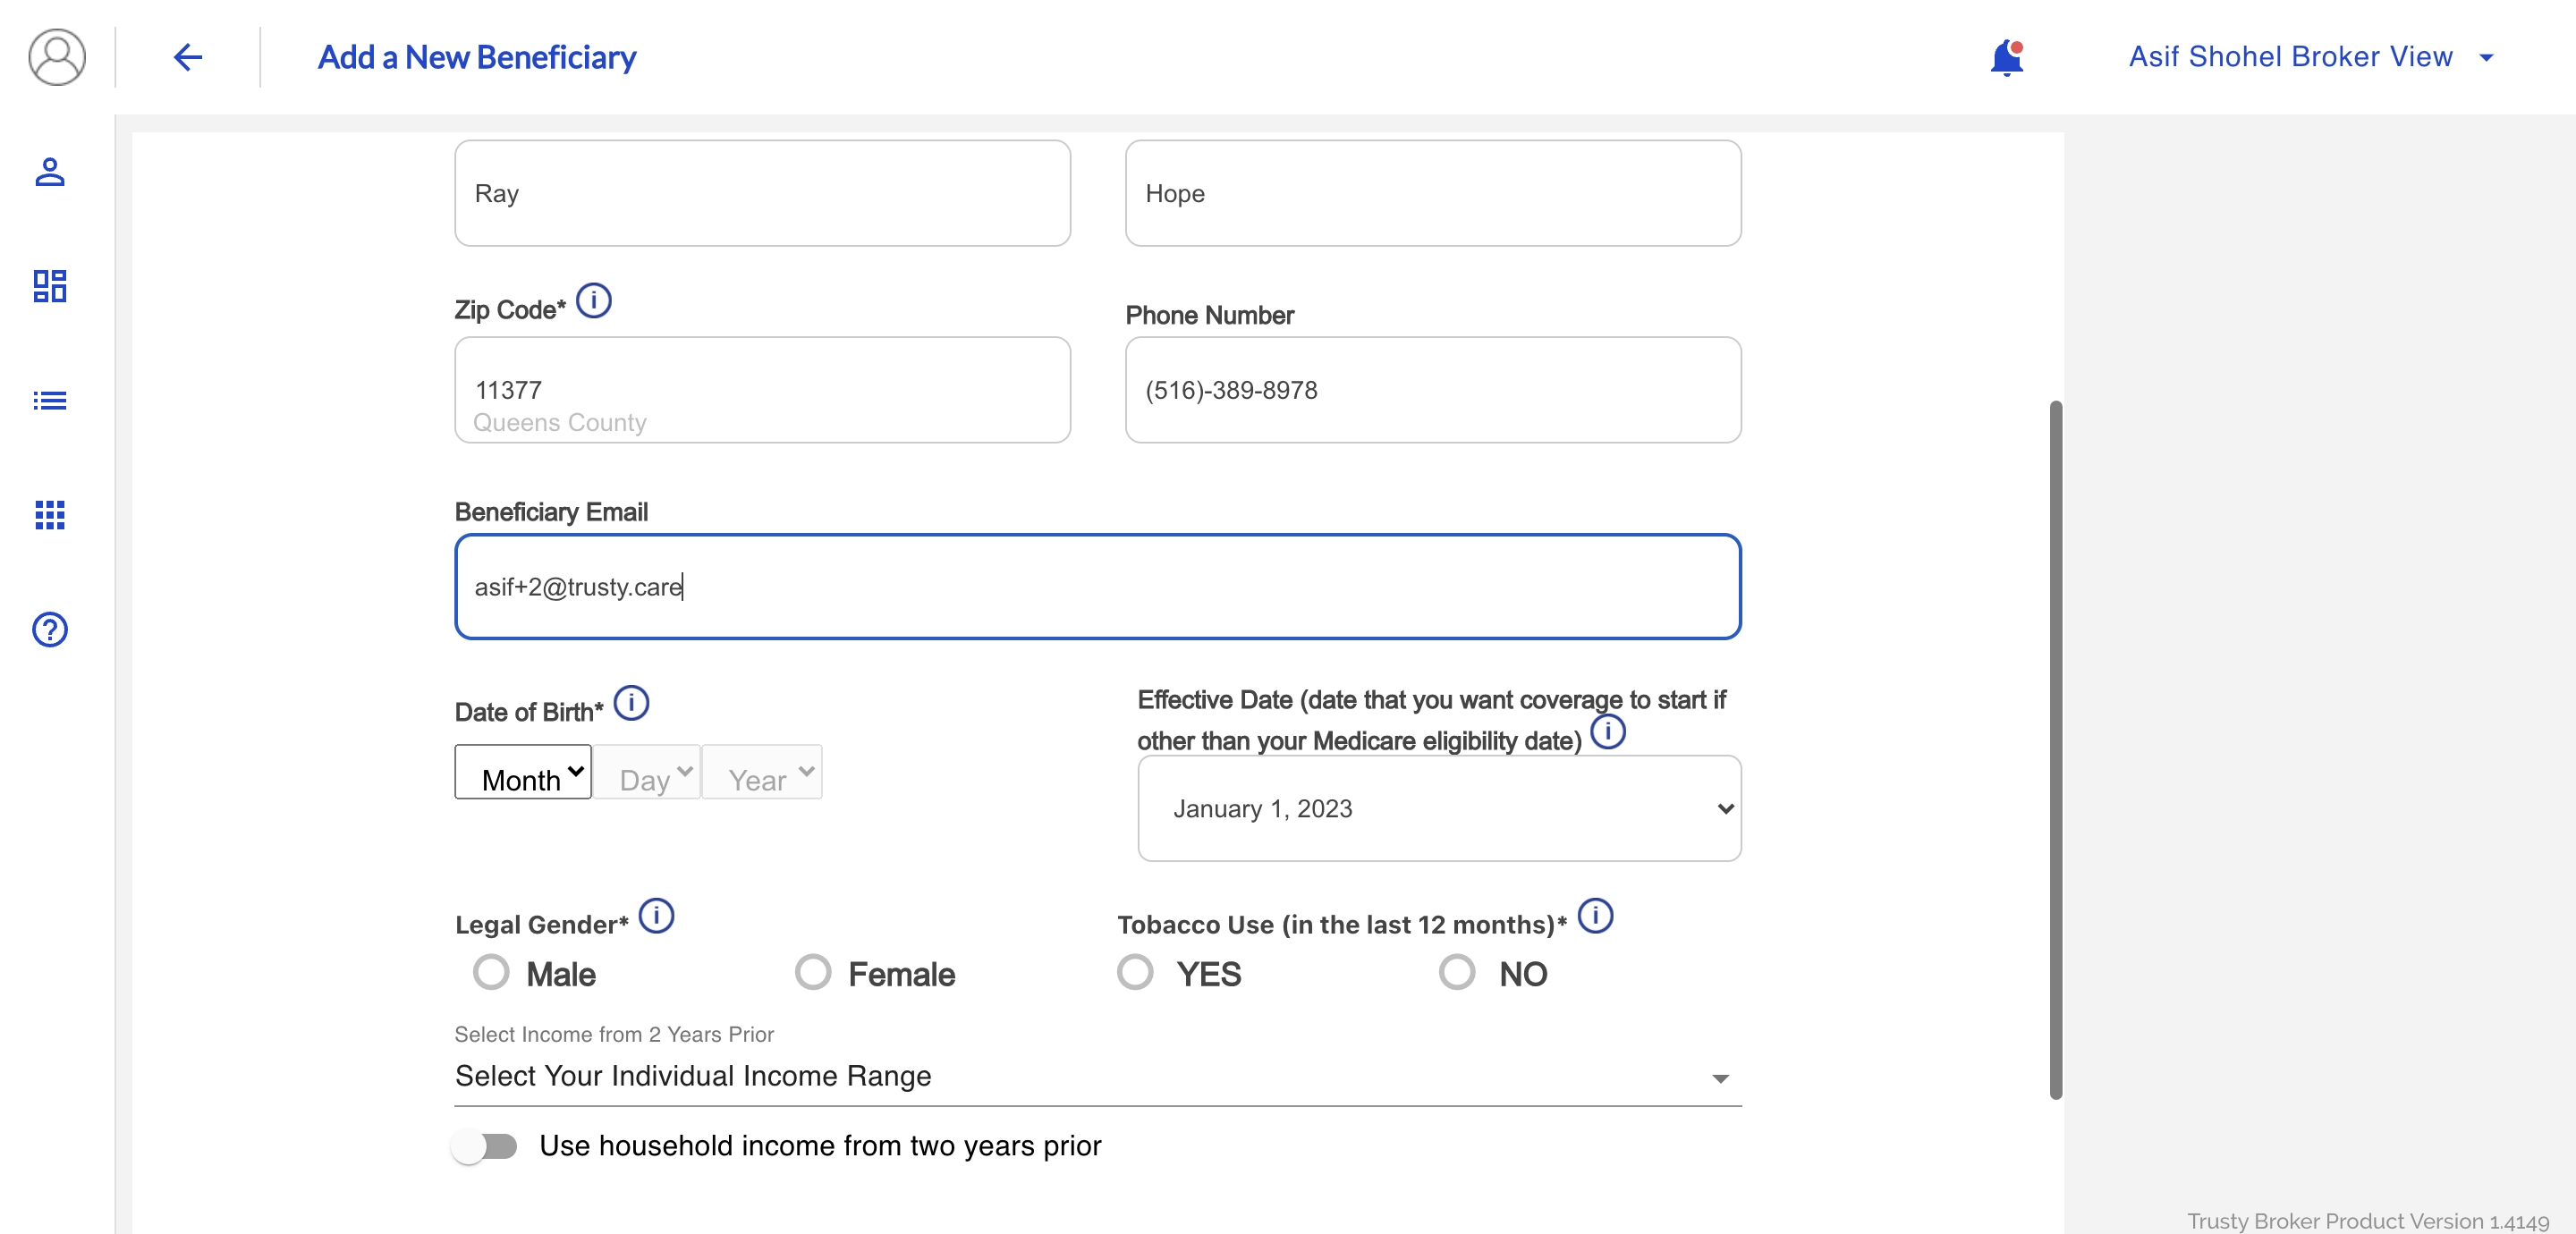 Add a New Beneficiary
Asif Shohel Broker View
Ray
Hope
Zip Code*
Phone Number
11377
Queens County
(516)-389-8978
Beneficiary Email
asif+2@trusty.care
Date of Birth*
Effective Date (date that you want coverage to start if
other than your Medicare eligibility date)
Month
Day
Year
January 1, 2023
Legal Gender*
Tobacco Use (in the last 12 months)*
Male
Female
YES
NO
Select Income from 2 Years Prior
Select Your Individual Income Range
Use household income from two years prior
Trusty Broker Product Version 1.4149